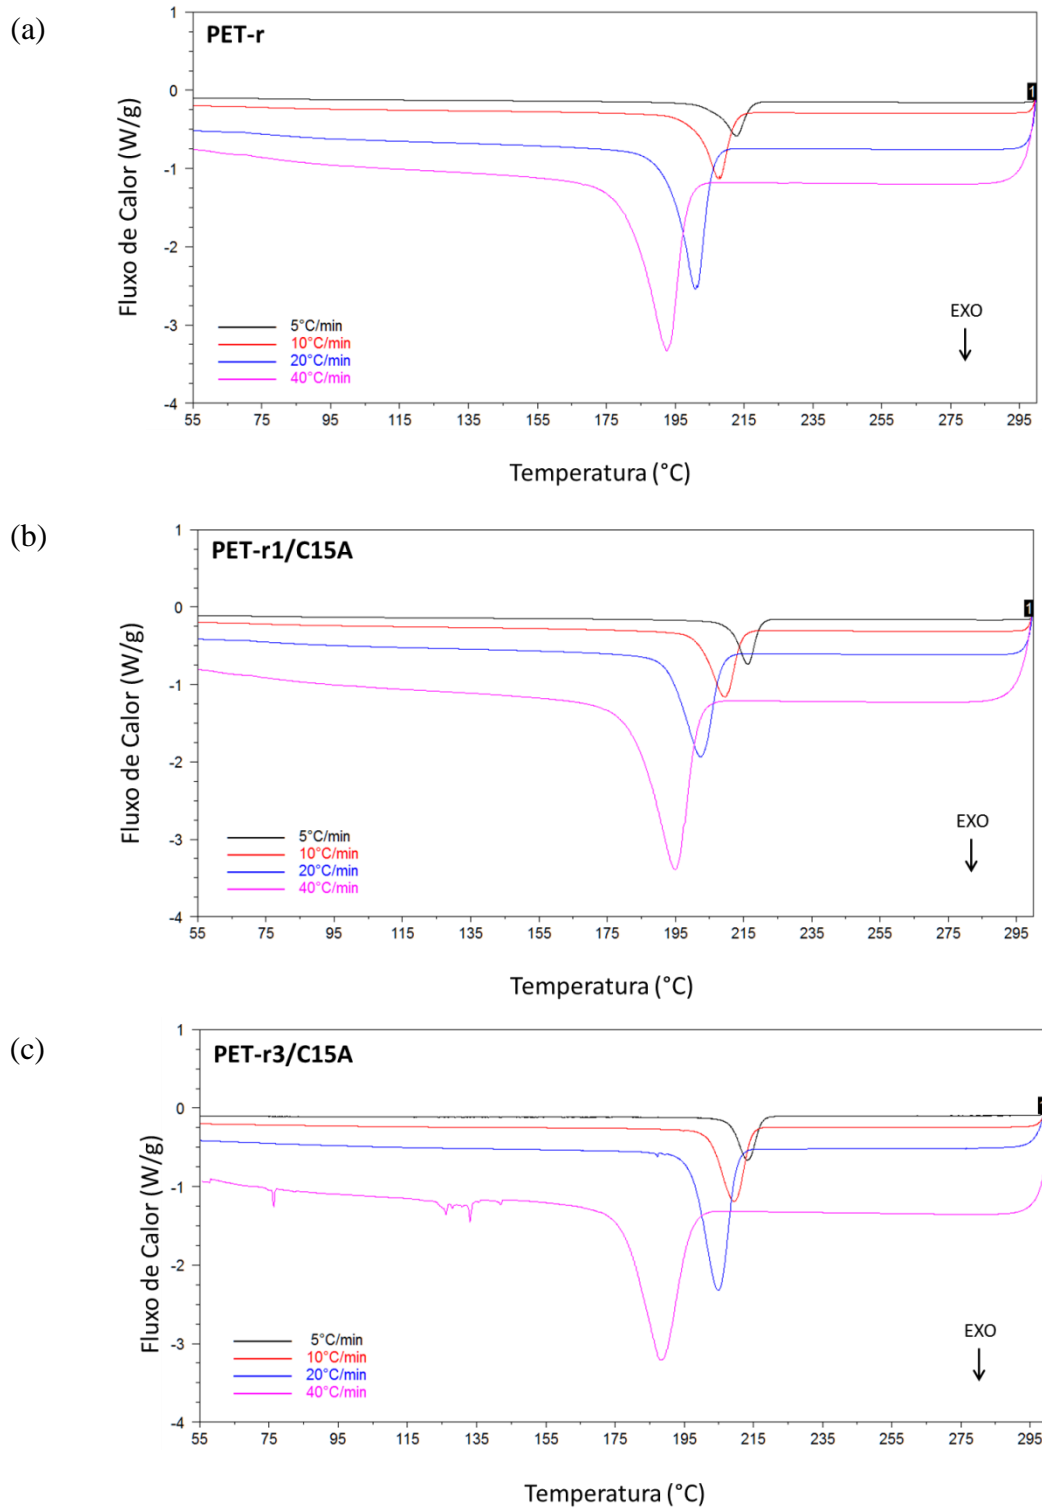 (a)
PET-r
1
0
-1
-2
-3
-4
Fluxo de Calor (W/g)
1
EXO
5°C/min
10°C/min
20°C/min
40°C/min
55 75 95 115 135 155 175 195 215 235 255 275 295
Temperatura (°C)
(b)
PET-r1/C15A
1
0
-1
-2
-3
-4
Fluxo de Calor (W/g)
1
EXO
5°C/min
10°C/min
20°C/min
40°C/min
55 75 95 115 135 155 175 195 215 235 255 275 295
Temperatura (°C)
(c)
PET-r3/C15A
1
0
-1
-2
-3
-4
Fluxo de Calor (W/g)
EXO
5°C/min
10°C/min
20°C/min
40°C/min
55 75 95 115 135 155 175 195 215 235 255 275 295
Temperatura (°C)